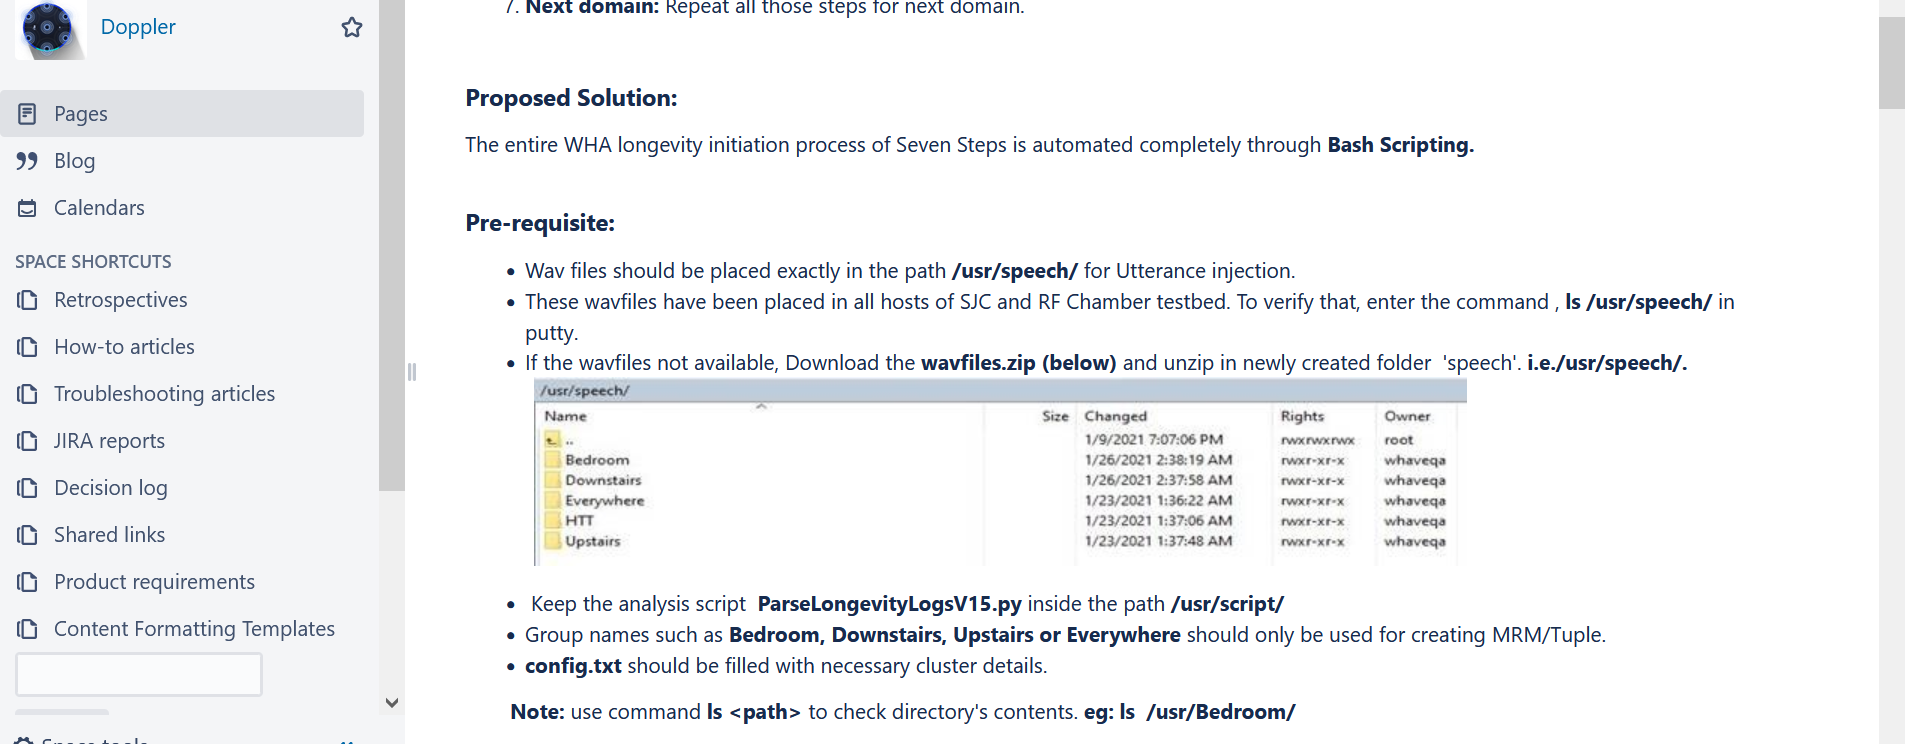 Doppler
Pages
Blog
Calendars
SPACE SHORTCUTS
Retrospectives
How-to articles
Troubleshooting articles
JIRA reports
Decision log
Shared links
Product requirements
Content Formatting Templates
Space tools
7. Next domain: Repeat all those steps for next domain.
Proposed Solution:
The entire WHA longevity initiation process of Seven Steps is automated completely through Bash Scripting.
Pre-requisite:
• Wav files should be placed exactly in the path /usr/speech/ for Utterance injection.
• These wavfiles have been placed in all hosts of SJC and RF Chamber testbed. To verify that, enter the command , ls /usr/speech/ in
putty.
• If the wavfiles not available, Download the wavfiles.zip (below) and unzip in newly created folder 'speech'. i.e./usr/speech/.
/usr/speech/
Name Size Changed Rights Owner
.. 1/9/2021 7:07:06 PM rwxrwxrwx root
Bedroom 1/26/2021 2:38:19 AM rwxr-xr-x whaveqa
Downstairs 1/26/2021 2:37:58 AM rwxr-xr-x whaveqa
Everywhere 1/23/2021 1:36:22 AM rwxr-xr-x whaveqa
HTT 1/23/2021 1:37:06 AM rwxr-xr-x whaveqa
Upstairs 1/23/2021 1:37:48 AM rwxr-xr-x whaveqa
• Keep the analysis script ParseLongevityLogsV15.py inside the path /usr/script/
• Group names such as Bedroom, Downstairs, Upstairs or Everywhere should only be used for creating MRM/Tuple.
• config.txt should be filled with necessary cluster details.
Note: use command ls <path> to check directory's contents. eg: ls /usr/Bedroom/